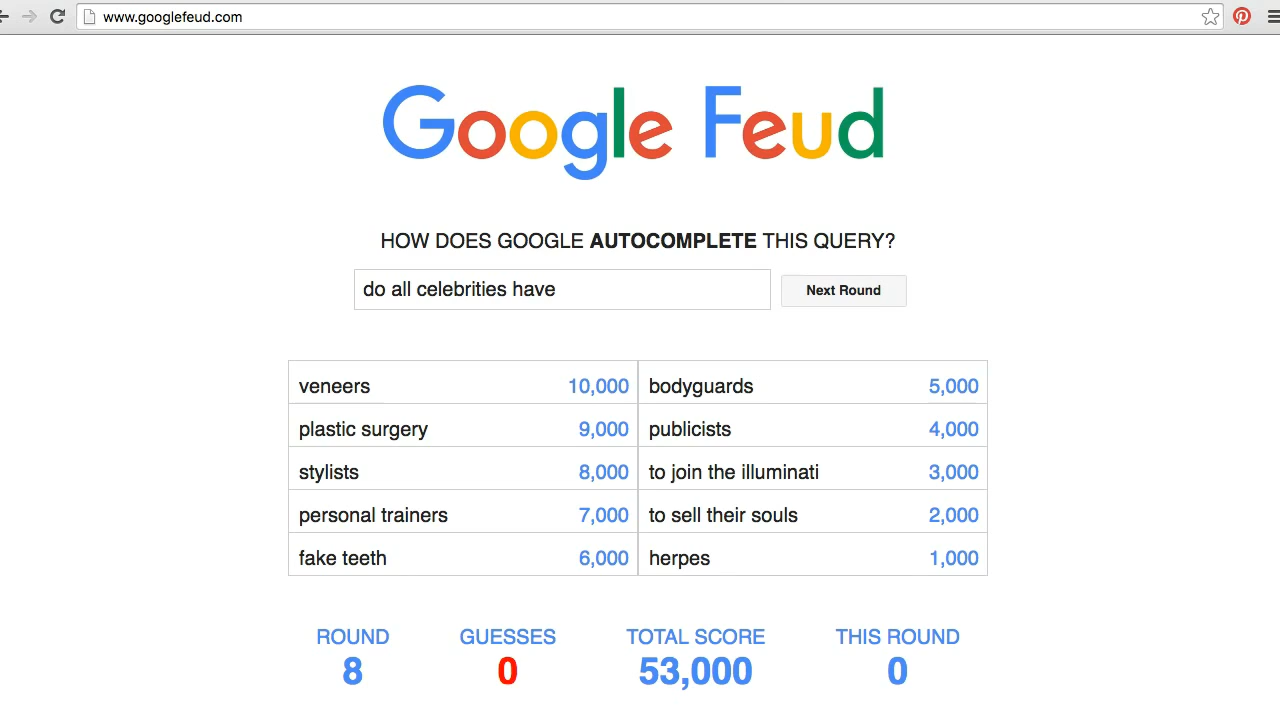 www.googlefeud.com
Google Feud
HOW DOES GOOGLE AUTOCOMPLETE THIS QUERY?
do all celebrities have
Next Round
veneers 10,000 bodyguards 5,000
plastic surgery 9,000 publicists 4,000
stylists 8,000 to join the illuminati 3,000
personal trainers 7,000 to sell their souls 2,000
fake teeth 6,000 herpes 1,000
ROUND GUESSES TOTAL SCORE THIS ROUND
8 0 53,000 0